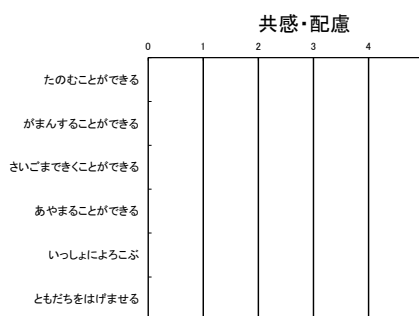 共感・配慮
0 1 2 3 4
たのむことができる
がまんすることができる
さいごまできくことができる
あやまることができる
いっしょによろこぶ
ともだちをはげませる